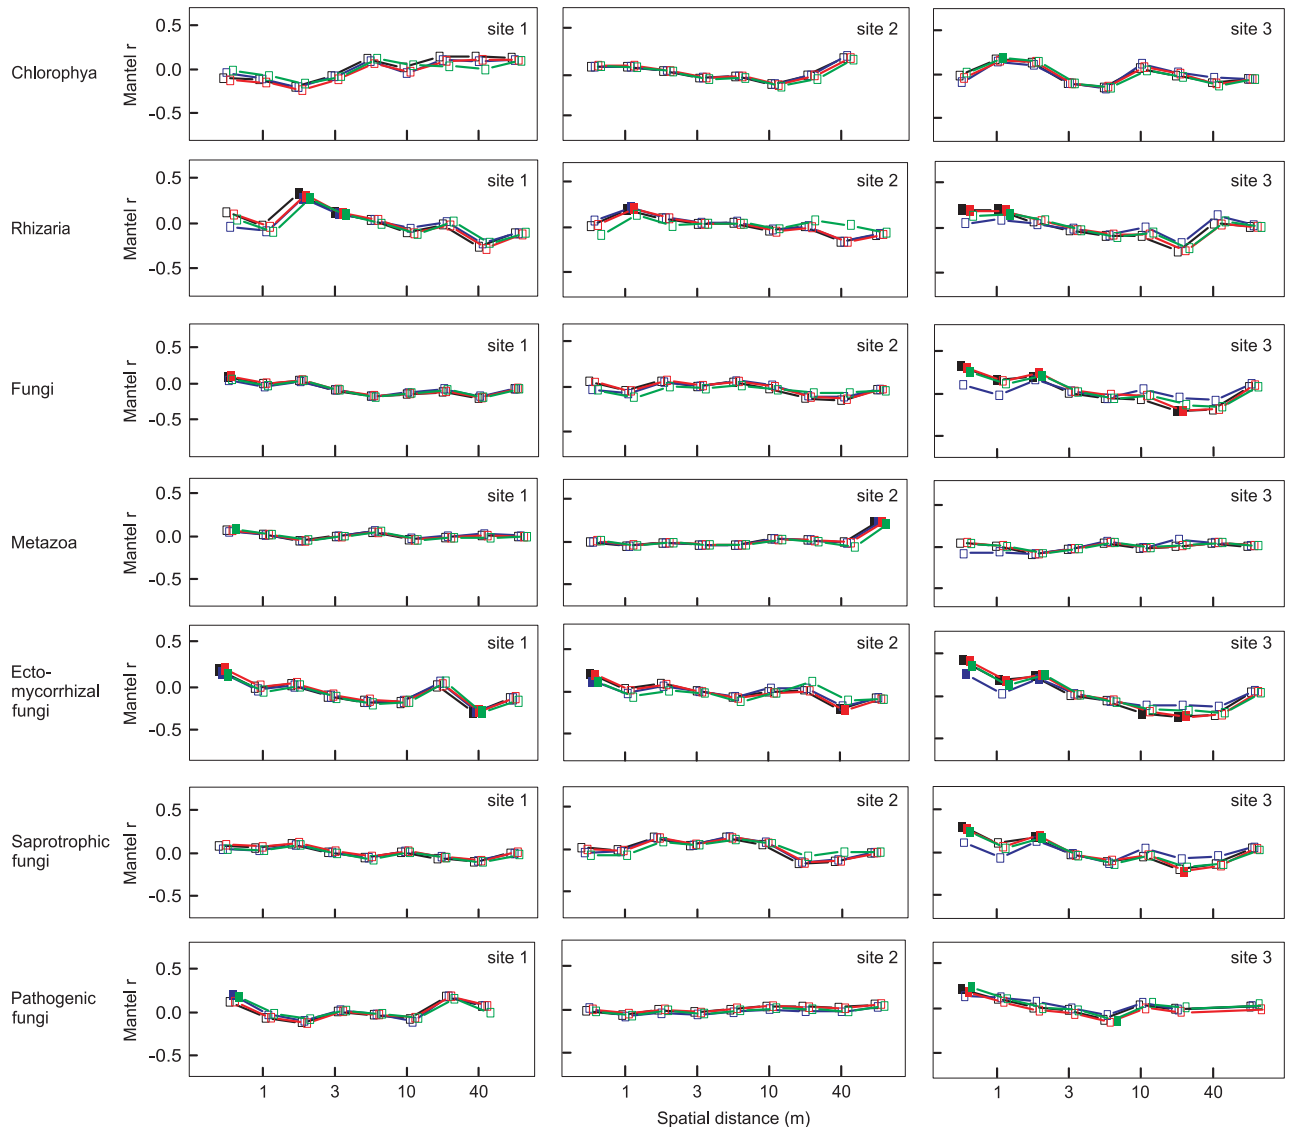 Chlorophya
Mantel r
0.5
0.0
-0.5
site 1
site 2
site 3
Rhizaria
Mantel r
0.5
0.0
-0.5
site 1
site 2
site 3
Fungi
Mantel r
0.5
0.0
-0.5
site 1
site 2
site 3
Metazoa
Mantel r
0.5
0.0
-0.5
site 1
site 2
site 3
Ecto-
mycorrhizal
fungi
Mantel r
0.5
0.0
-0.5
site 1
site 2
site 3
Saprotrophic
fungi
Mantel r
0.5
0.0
-0.5
site 1
site 2
site 3
Pathogenic
fungi
Mantel r
0.5
0.0
-0.5
site 1
site 2
site 3
1 3 10 40
1 3 10 40
1 3 10 40
Spatial distance (m)